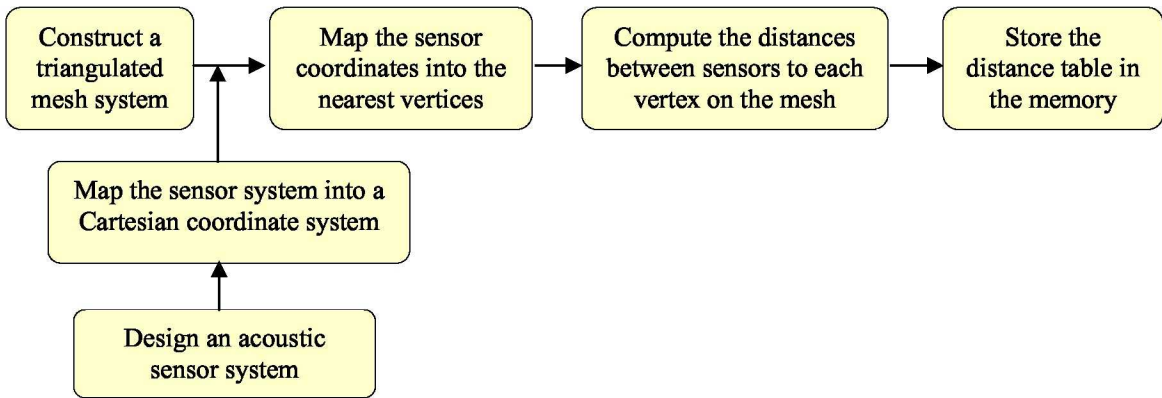 Construct a
triangulated
mesh system
Map the sensor
coordinates into the
nearest vertices
Compute the distances
between sensors to each
vertex on the mesh
Store the
distance table in
the memory
Map the sensor system into a
Cartesian coordinate system
Design an acoustic
sensor system